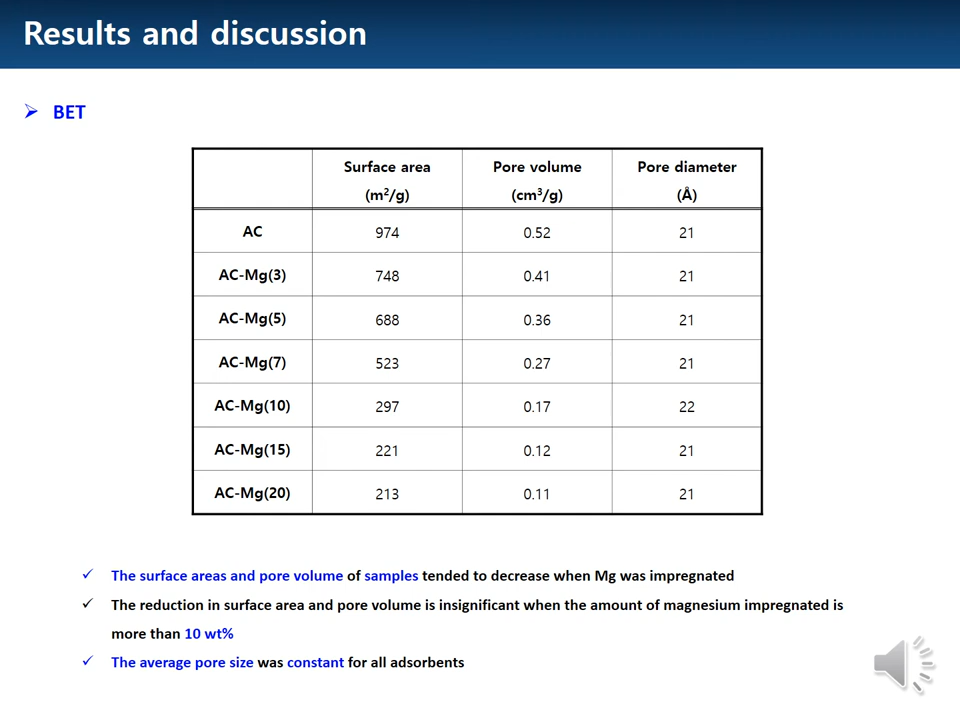 Results and discussion
BET
Surface area (m²/g) Pore volume (cm³/g) Pore diameter (Å)
AC 974 0.52 21
AC-Mg(3) 748 0.41 21
AC-Mg(5) 688 0.36 21
AC-Mg(7) 523 0.27 21
AC-Mg(10) 297 0.17 22
AC-Mg(15) 221 0.12 21
AC-Mg(20) 213 0.11 21
The surface areas and pore volume of samples tended to decrease when Mg was impregnated
The reduction in surface area and pore volume is insignificant when the amount of magnesium impregnated is
more than 10 wt%
The average pore size was constant for all adsorbents